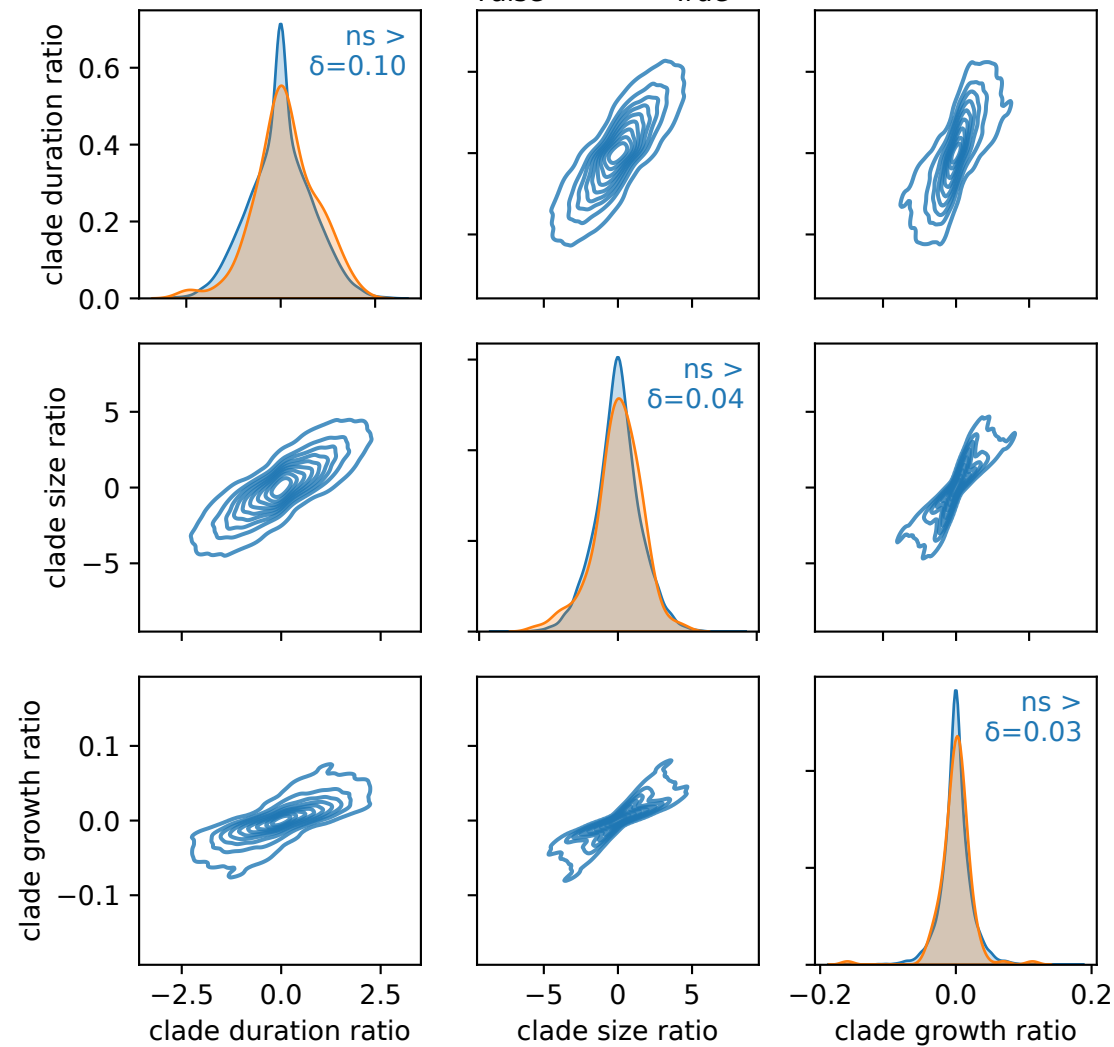 clade duration ratio
0.6
0.4
0.2
0.0
ns >
δ=0.10
clade size ratio
5
0
−5
ns >
δ=0.04
clade growth ratio
0.1
0.0
−0.1
ns >
δ=0.03
−2.5 0.0 2.5
−5 0 5
−0.2 0.0 0.2
clade duration ratio
clade size ratio
clade growth ratio